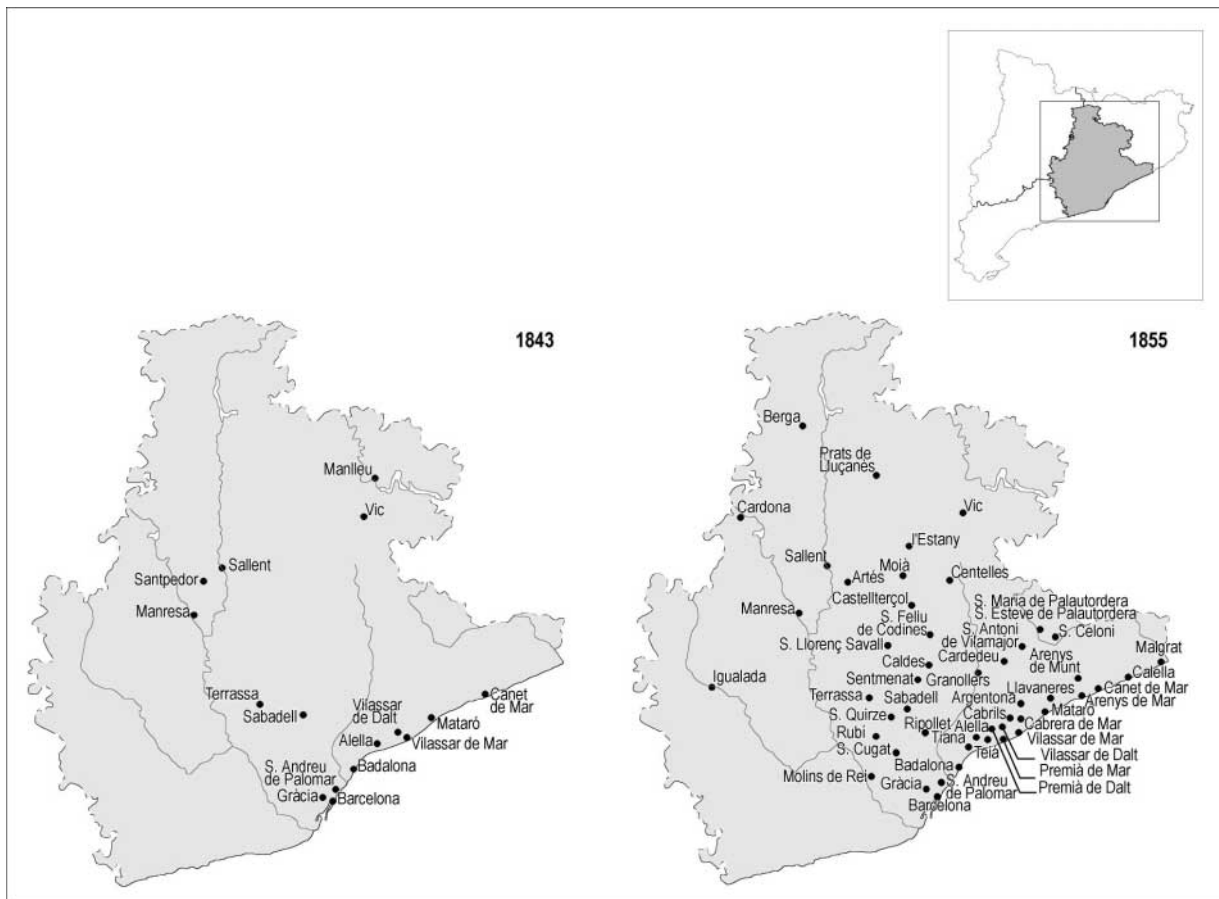 1843
Manlleu
Vic
Sallent
Santpedor
Manresa
Terrassa
Sabadell
Vilassar
de Dalt
Canet
de Mar
Mataró
Alella
Vilassar de Mar
S. Andreu
de Palomar
Badalona
Gràcia
Barcelona
1855
Berga
Prats de
Lluçanès
Cardona
Vic
l'Estany
Sallent
Moià
Artés
Centelles
Castellterçol
Manresa
S. Maria de Palautordera
S. Esteve de Palautordera
S. Feliu
de Codines
S. Antoni
de Vilamajor
S. Celoni
S. Llorenç Savall
Arenys
de Munt
Malgrat
Caldes
Cardedeu
Calella
Igualada
Sentmenat
Granollers
Llavaneres
Canet de Mar
Terrassa
Sabadell
Argentona
Arenys de Mar
S. Quirze
Ripollet
Alella
Cabrils
Mataró
Cabrera de Mar
Rubí
Tiana
Vilassar de Mar
S. Cugat
Teià
Vilassar de Dalt
Badalona
Premià de Mar
Molins de Rei
Gràcia
S. Andreu
de Palomar
Premià de Dalt
Barcelona